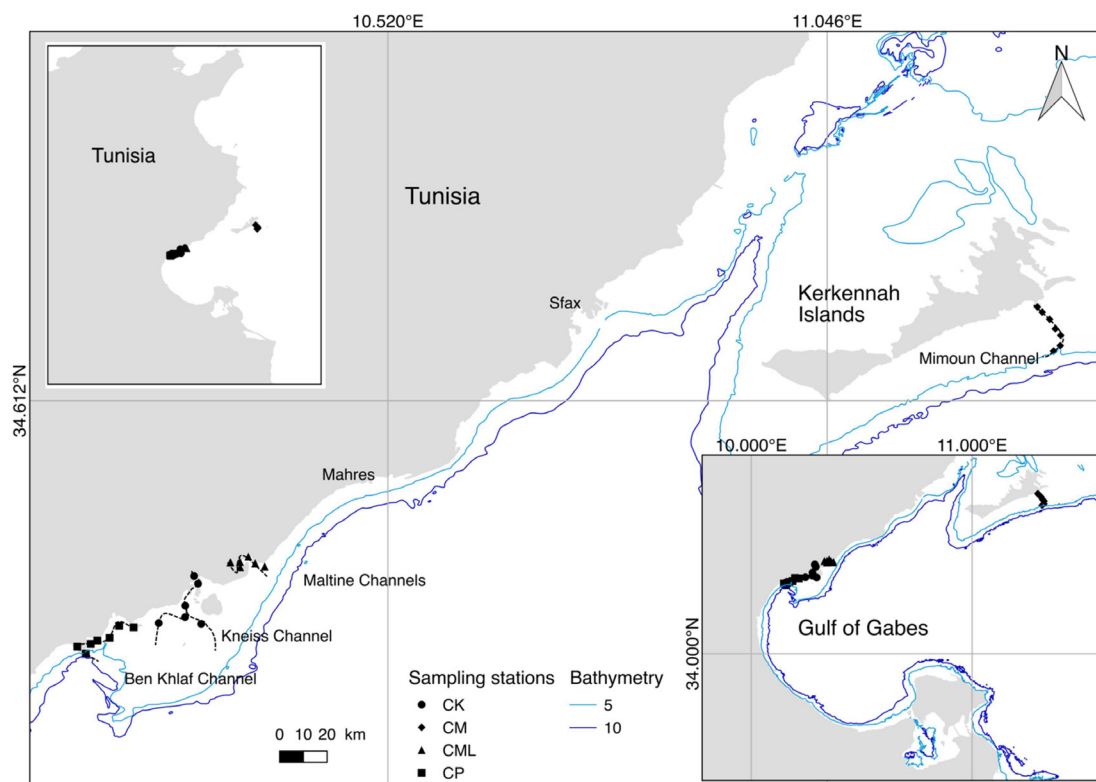 10.520°E
11.046°E
N
Tunisia
Tunisia
Sfax
Kerkennah
Islands
Mimoun Channel
34.612°N
10.000°E
11.000°E
Mahres
Maltine Channels
Kneiss Channel
Ben Khlaf Channel
Gulf of Gabes
34.000°N
Sampling stations
CK
CM
CML
CP
Bathymetry
5
10
0 10 20 km